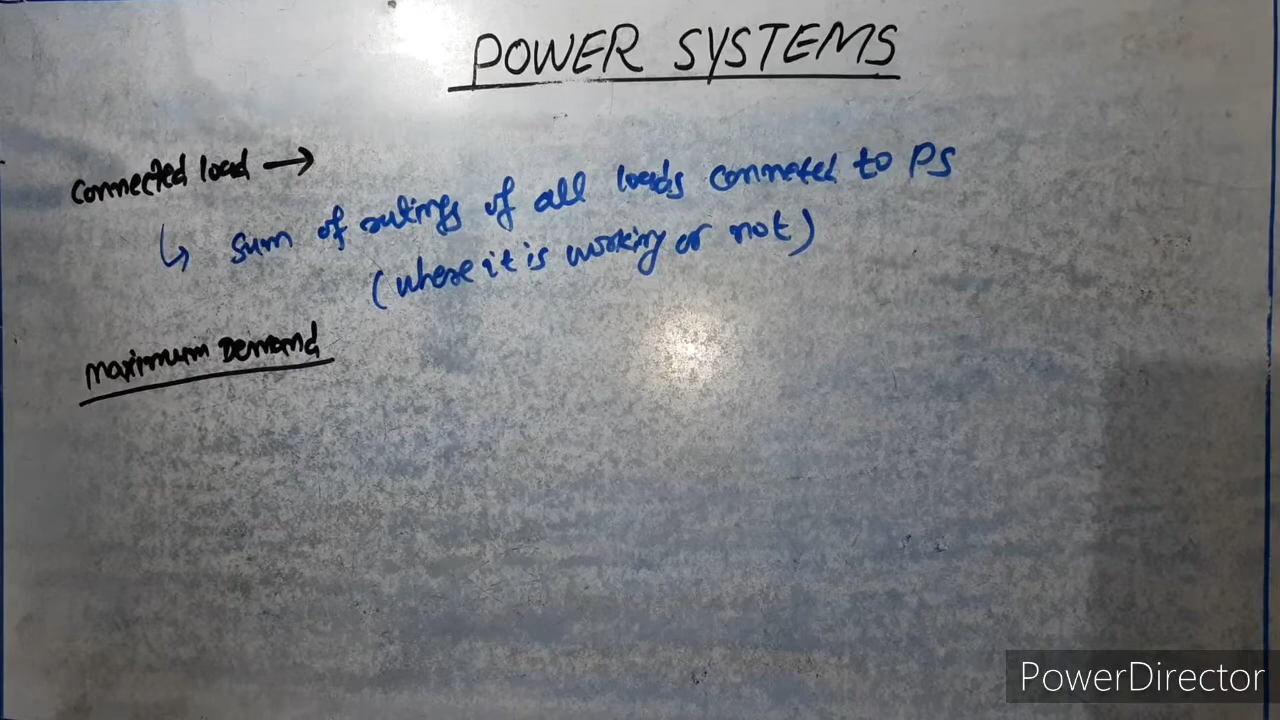 POWER SYSTEMS
Connected load →
↳ sum of ratings of all loads connected to PS
(where it is working or not)
Maximum Demand
PowerDirector